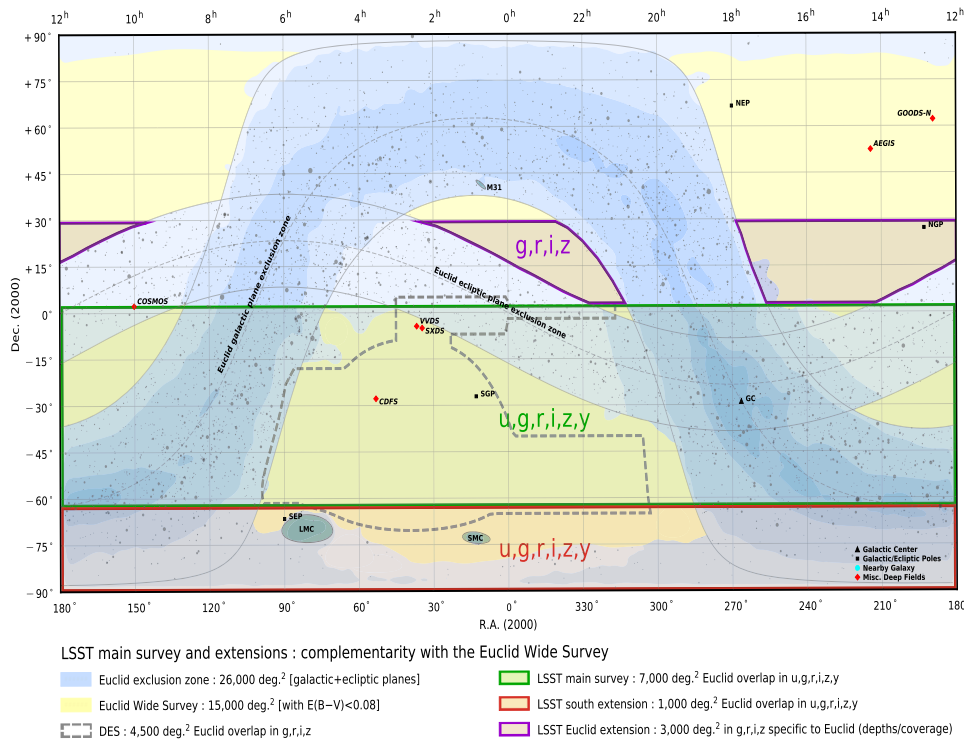 12h 10h 8h 6h 4h 2h 0h 22h 20h 18h 16h 14h 12h
+90°
+75°
NEP
GOODS-N
+60°
AEGIS
+45°
M31
+30°
NGP
g,r,i,z
+15°
Euclid galactic plane exclusion zone
Euclid ecliptic plane exclusion zone
COSMOS
0°
VVDS
SXDS
−15°
−30°
CDFS
SGP
GC
u,g,r,i,z,y
−45°
−60°
SEP
LMC
SMC
u,g,r,i,z,y
−75°
Galactic Center
Galactic/Ecliptic Poles
Nearby Galaxy
Misc. Deep Fields
−90°
Dec. (2000)
180° 150° 120° 90° 60° 30° 0° 330° 300° 270° 240° 210° 180
R.A. (2000)
LSST main survey and extensions : complementarity with the Euclid Wide Survey
Euclid exclusion zone : 26,000 deg.² [galactic+ecliptic planes]
Euclid Wide Survey : 15,000 deg.² [with E(B−V)<0.08]
DES : 4,500 deg.² Euclid overlap in g,r,i,z
LSST main survey : 7,000 deg.² Euclid overlap in u,g,r,i,z,y
LSST south extension : 1,000 deg.² Euclid overlap in u,g,r,i,z,y
LSST Euclid extension : 3,000 deg.² in g,r,i,z specific to Euclid (depths/coverage)